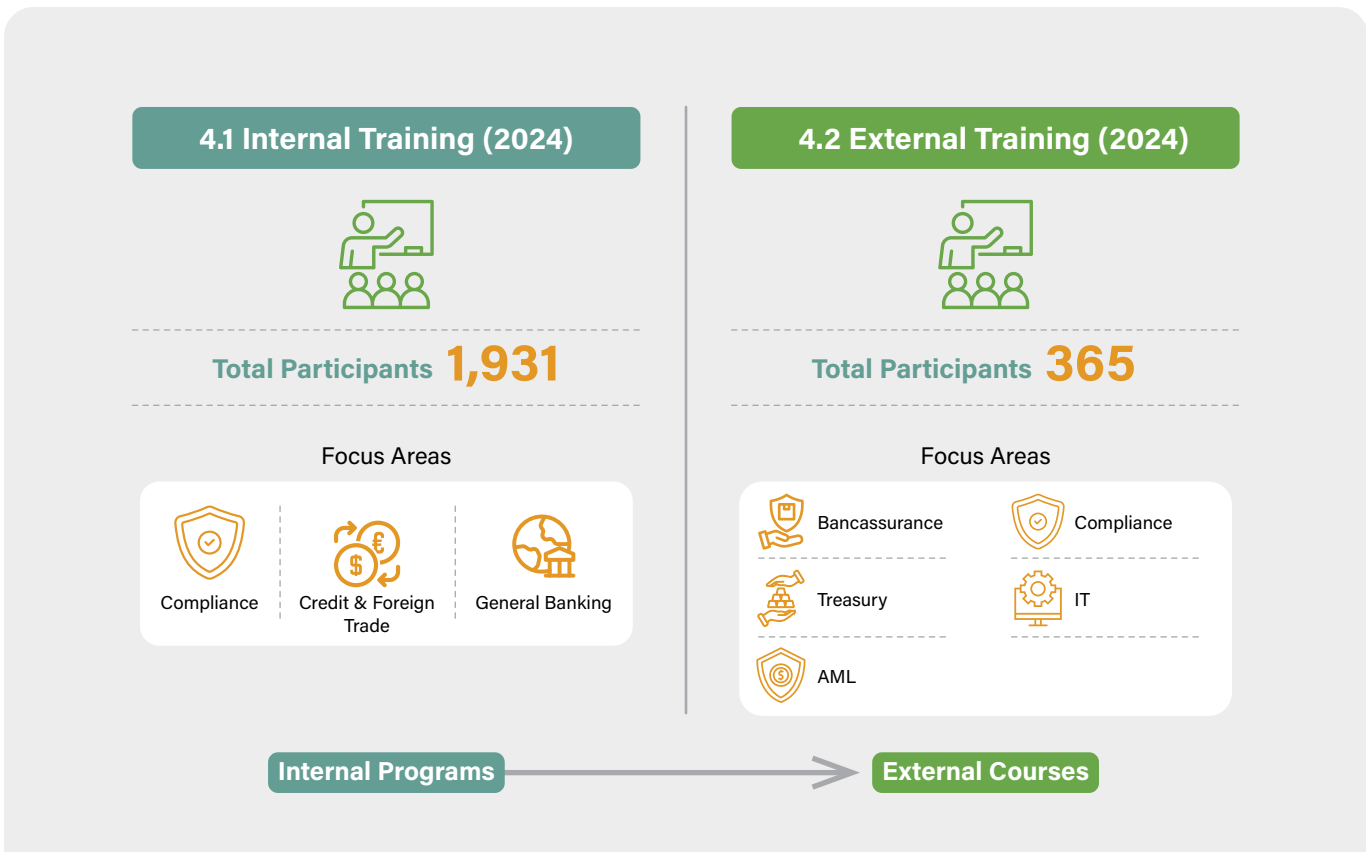 4.1 Internal Training (2024)
Total Participants 1,931
Focus Areas
Compliance
Credit & Foreign
Trade
General Banking
4.2 External Training (2024)
Total Participants 365
Focus Areas
Bancassurance
Compliance
Treasury
IT
AML
Internal Programs
External Courses